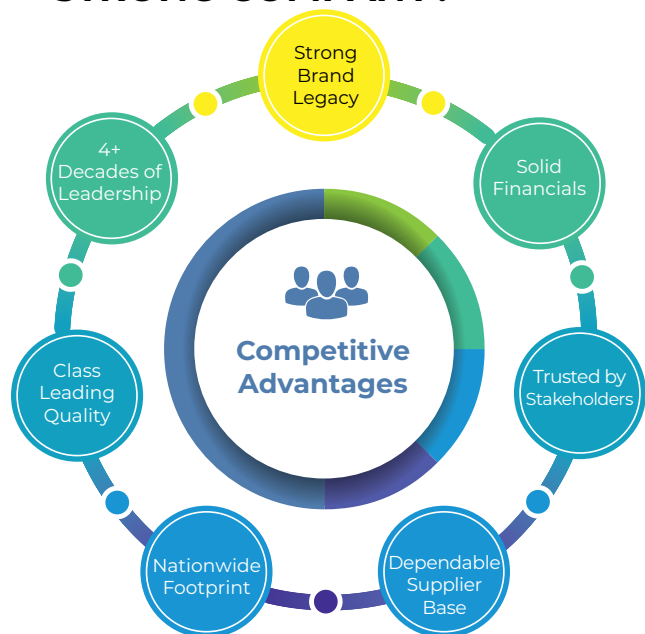 Strong
Brand
Legacy
4+
Decades of
Leadership
Solid
Financials
Competitive
Advantages
Class
Leading
Quality
Trusted by
Stakeholders
Nationwide
Footprint
Dependable
Supplier
Base